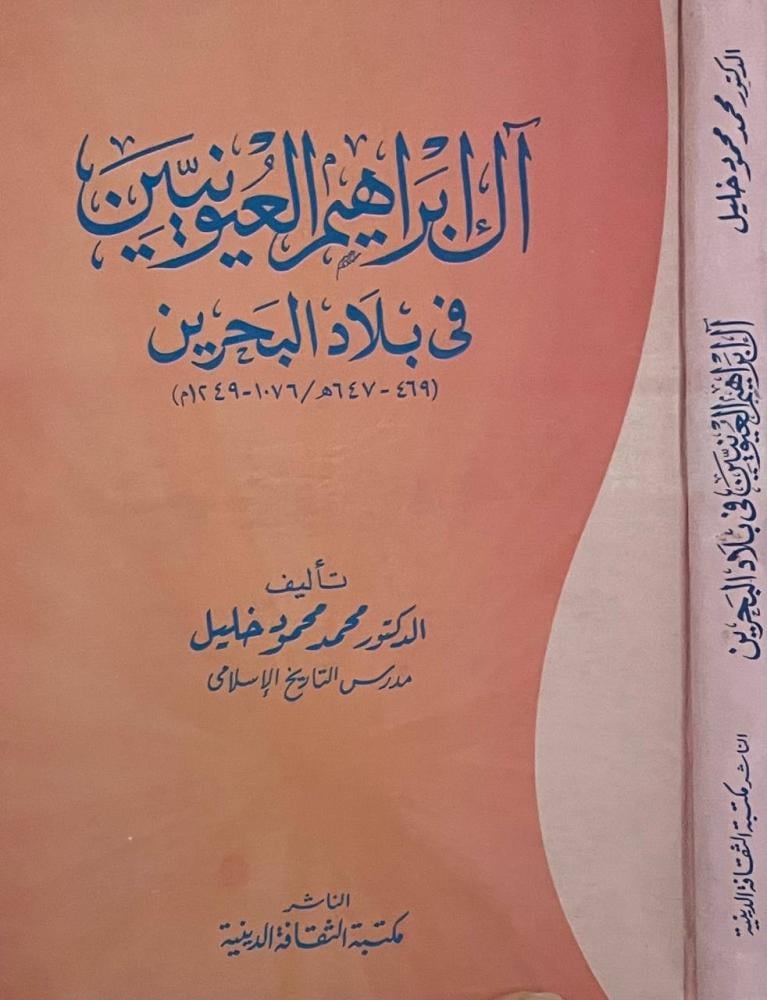 آل إبراهيم العيونيين
في بلاد البحرين
(٤٦٩ - ٦٤٧هـ / ١٠٧٦ - ١٢٤٩م)
تأليف
الدكتور محمد محمود خليل
مدرس التاريخ الإسلامى
الناشر
مكتبة الثقافة الدينية
الدكتور محمد محمود خليل
آل إبراهيم العيونيين في بلاد البحرين
الناشر مكتبة الثقافة الدينية